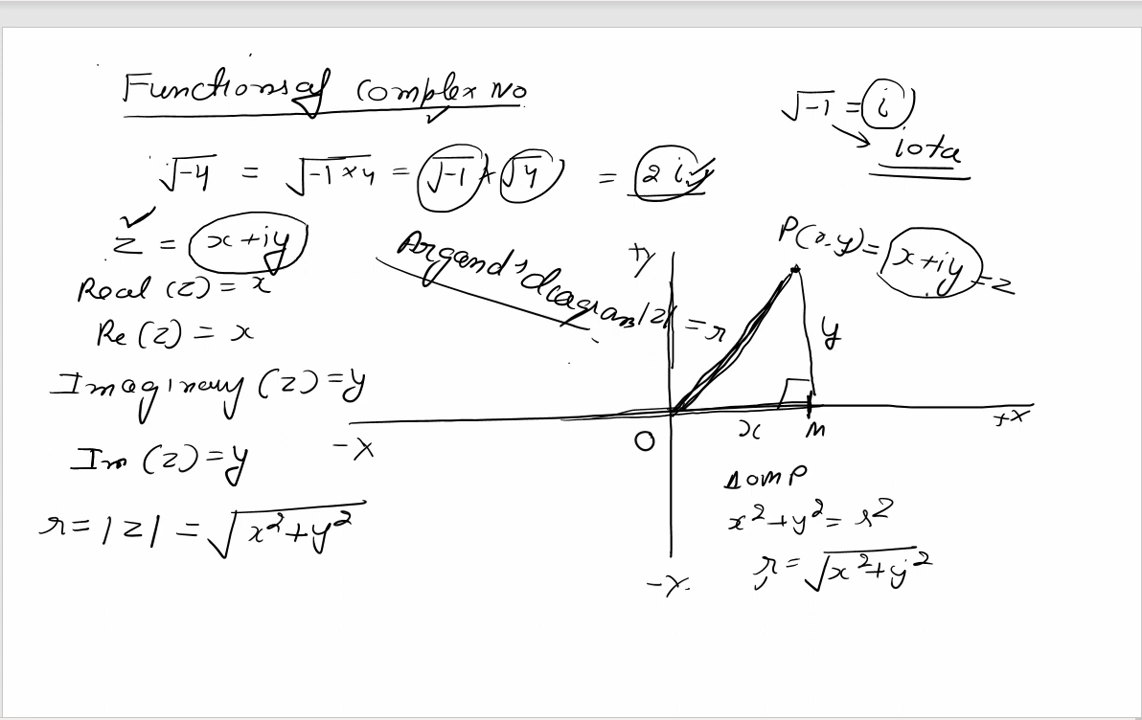 Functions of complex No
√-1 = i
iota
√-4 = √-1×4 = √-1 × √4 = 2i
z = x+iy
Real (z) = x
Re (z) = x
Imaginary (z) = y
Im (z) = y
r = |z| = √x²+y²
Argand's diagram
|z| = r
P(x,y) = x+iy = z
+y
y
+x
-x
O
x
M
ΔOMP
x²+y² = r²
r = √x²+y²